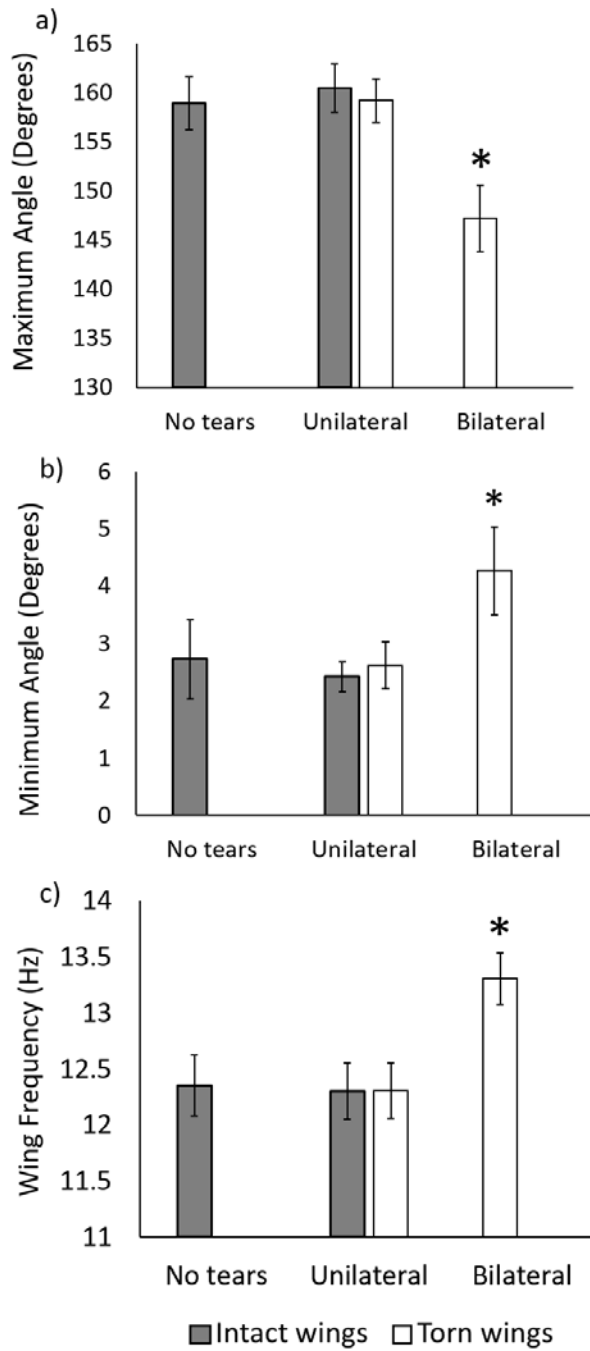 a)
Maximum Angle (Degrees)
165
160
155
150
145
140
135
130
*
No tears Unilateral Bilateral
b)
Minimum Angle (Degrees)
6
5
4
3
2
1
0
*
No tears Unilateral Bilateral
c)
Wing Frequency (Hz)
14
13.5
13
12.5
12
11.5
11
*
No tears Unilateral Bilateral
Intact wings Torn wings